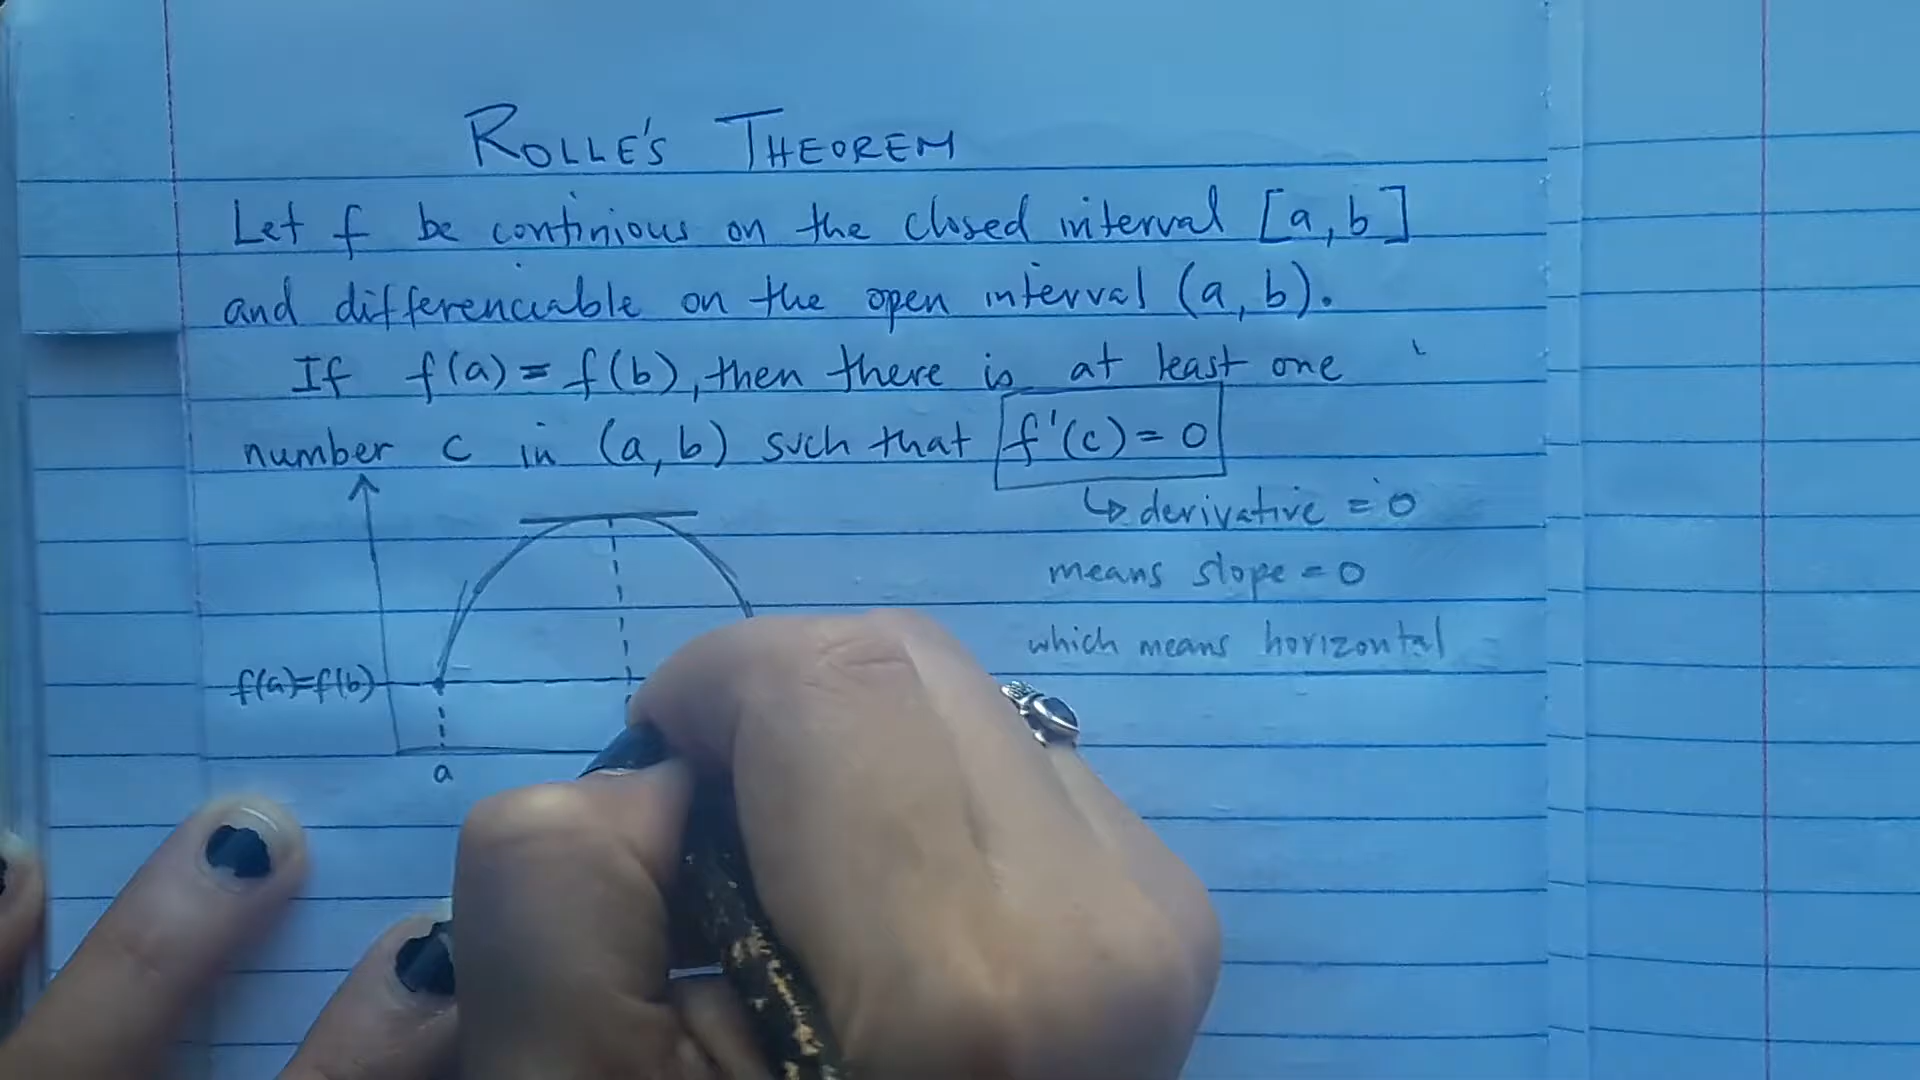 ROLLE'S THEOREM
Let f be continious on the closed interval [a,b]
and differenciable on the open interval (a,b).
If f(a) = f(b), then there is at least one
number c in (a,b) such that f'(c) = 0
↳ derivative = 0
means slope = 0
which means horizontal
f(a)=f(b)
a